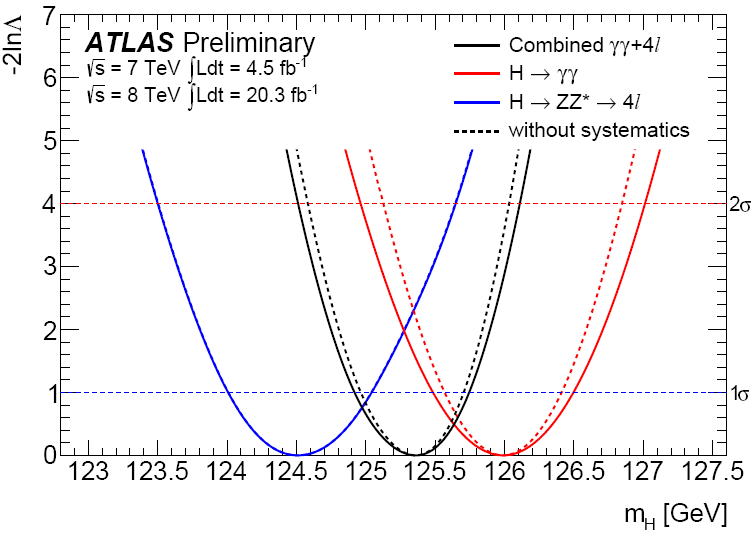 7
6
5
4
3
2
1
0
-2lnΛ
ATLAS Preliminary
√s = 7 TeV ∫Ldt = 4.5 fb⁻¹
√s = 8 TeV ∫Ldt = 20.3 fb⁻¹
Combined γγ+4l
H → γγ
H → ZZ* → 4l
without systematics
2σ
1σ
123 123.5 124 124.5 125 125.5 126 126.5 127 127.5
m_H [GeV]